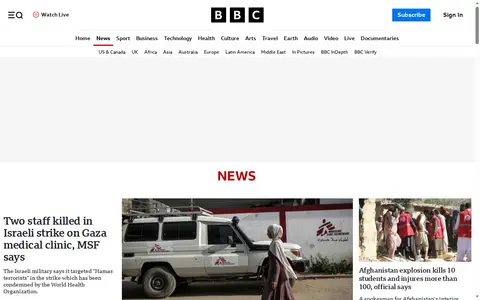 Watch Live
BBC
Subscribe
Sign In
Home News Sport Business Technology Health Culture Arts Travel Earth Audio Video Live Documentaries
US & Canada UK Africa Asia Australia Europe Latin America Middle East In Pictures BBC InDepth BBC Verify
NEWS
Two staff killed in
Israeli strike on Gaza
medical clinic, MSF
says
The Israeli military says it targeted "Hamas
terrorists" in the strike which has been
condemned by the World Health
Organization.
Afghanistan explosion kills 10
students and injures more than
100, official says
A spokesman for Afghanistan's interior